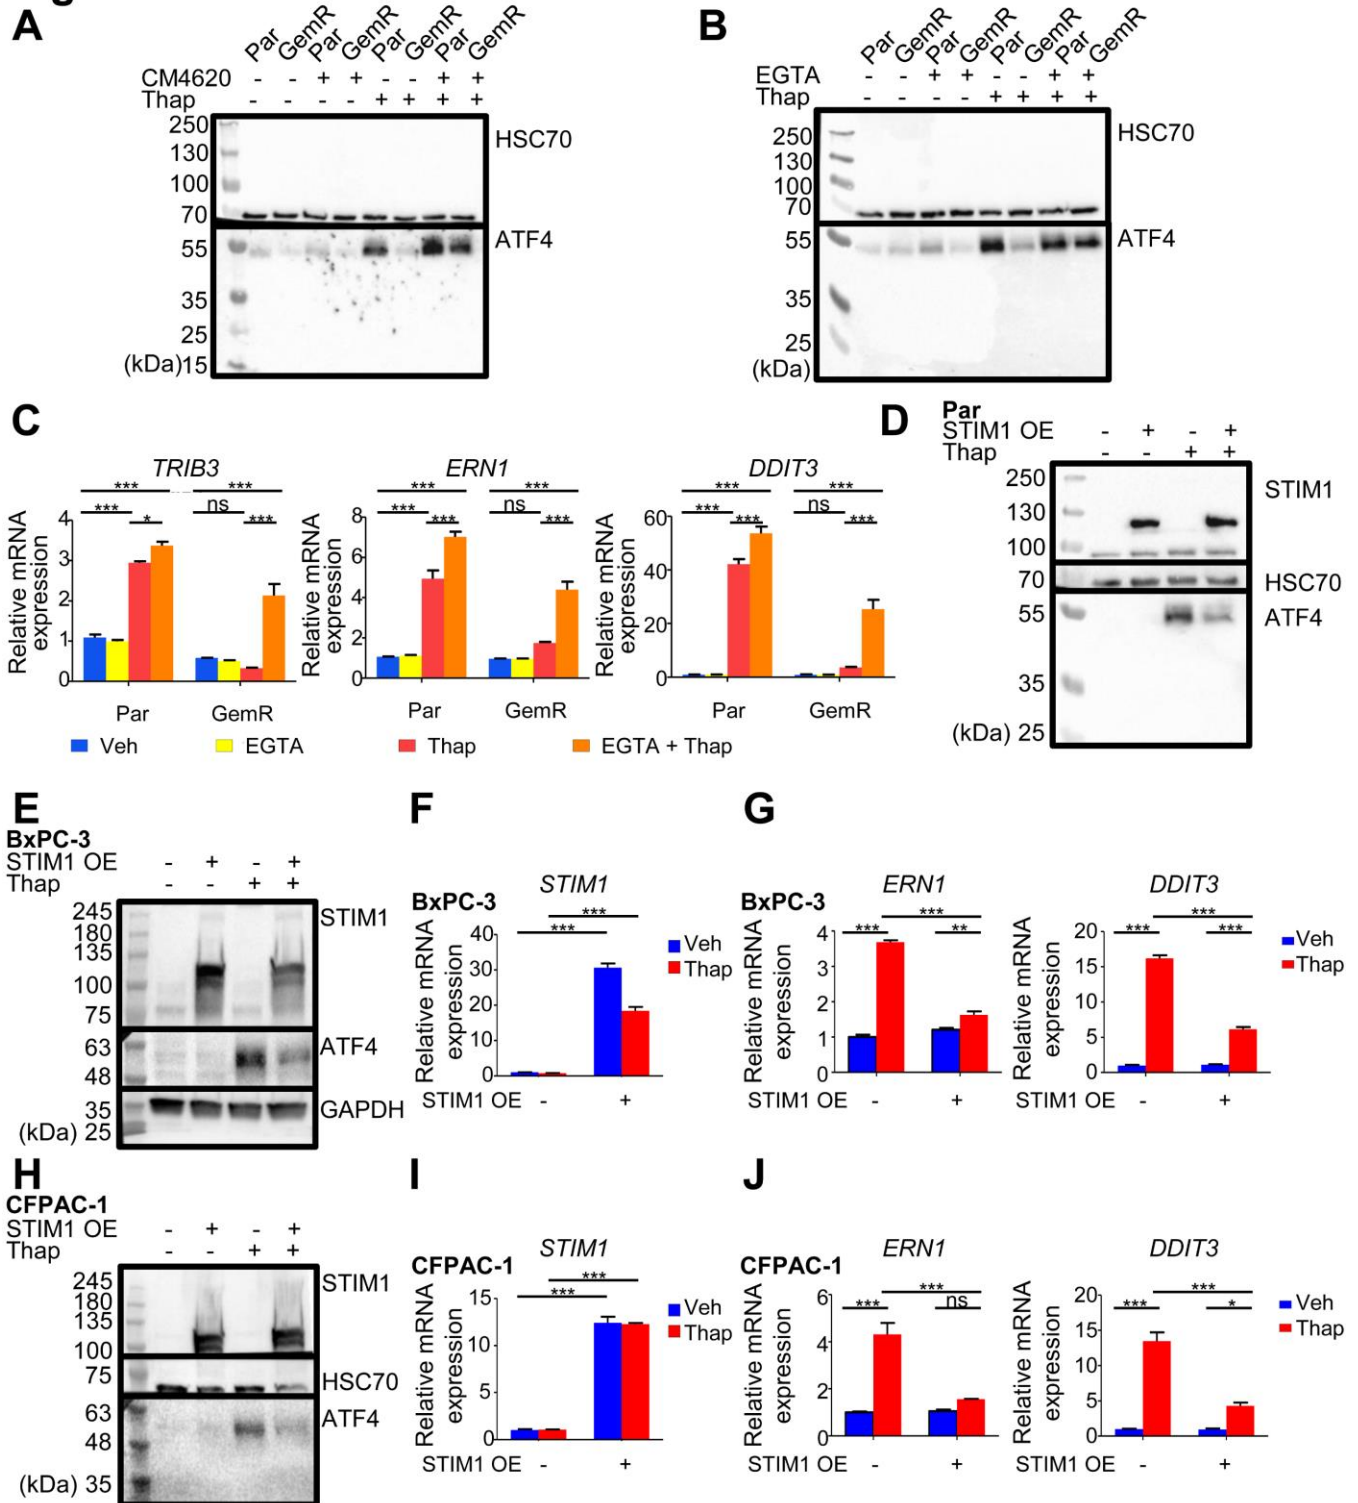 A
Par GemR Par GemR Par GemR Par GemR
CM4620 - - + + - - + +
Thap - - - - + + + +
250
130
100
70
55
35
25
(kDa)15
HSC70
ATF4
B
Par GemR Par GemR Par GemR Par GemR
EGTA - - + + - - + +
Thap - - - - + + + +
250
130
100
70
55
35
25
(kDa)
HSC70
ATF4
C
TRIB3
Relative mRNA
expression
4
3
2
1
0
*** ***
*** * ns ***
Par GemR
ERN1
Relative mRNA
expression
8
6
4
2
0
*** ***
*** *** ns ***
Par GemR
DDIT3
Relative mRNA
expression
60
40
20
0
*** ***
*** *** ns ***
Par GemR
Veh EGTA Thap EGTA + Thap
D
Par
STIM1 OE - + - +
Thap - - + +
250
130
100
70
55
35
(kDa) 25
STIM1
HSC70
ATF4
E
BxPC-3
STIM1 OE - + - +
Thap - - + +
245
180
135
100
75
63
48
35
(kDa) 25
STIM1
ATF4
GAPDH
F
STIM1
BxPC-3
Relative mRNA
expression
40
30
20
10
0
***
***
STIM1 OE - +
Veh
Thap
G
BxPC-3
ERN1
Relative mRNA
expression
4
3
2
1
0
***
*** **
STIM1 OE - +
DDIT3
Relative mRNA
expression
20
15
10
5
0
***
*** ***
STIM1 OE - +
Veh
Thap
H
CFPAC-1
STIM1 OE - + - +
Thap - - + +
245
180
135
100
75
63
48
(kDa) 35
STIM1
HSC70
ATF4
I
STIM1
CFPAC-1
Relative mRNA
expression
15
10
5
0
***
***
STIM1 OE - +
Veh
Thap
J
CFPAC-1
ERN1
Relative mRNA
expression
6
4
2
0
***
*** ns
STIM1 OE - +
DDIT3
Relative mRNA
expression
20
15
10
5
0
***
*** *
STIM1 OE - +
Veh
Thap